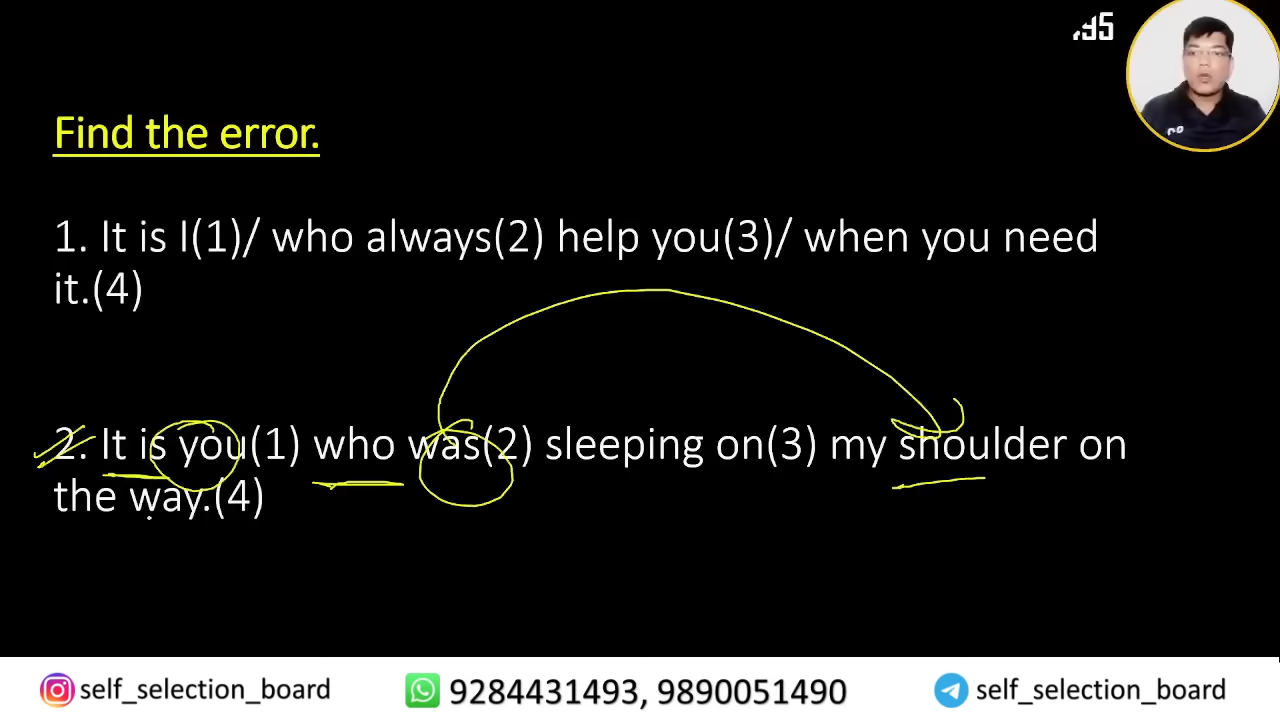 Find the error.
1. It is I(1)/ who always(2) help you(3)/ when you need
it.(4)
2. It is you(1) who was(2) sleeping on(3) my shoulder on
the way.(4)
self_selection_board
9284431493, 9890051490
self_selection_board